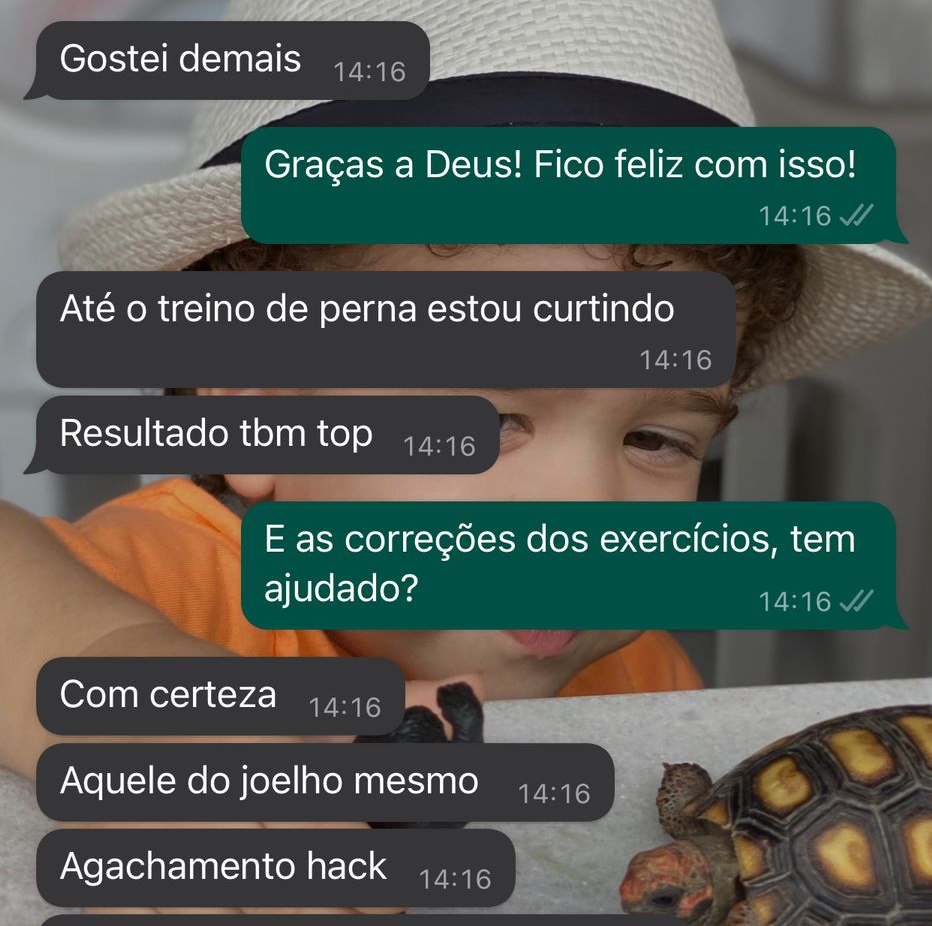 Gostei demais 14:16
Graças a Deus! Fico feliz com isso!
14:16
Até o treino de perna estou curtindo
14:16
Resultado tbm top 14:16
E as correções dos exercícios, tem
ajudado? 14:16
Com certeza 14:16
Aquele do joelho mesmo 14:16
Agachamento hack 14:16